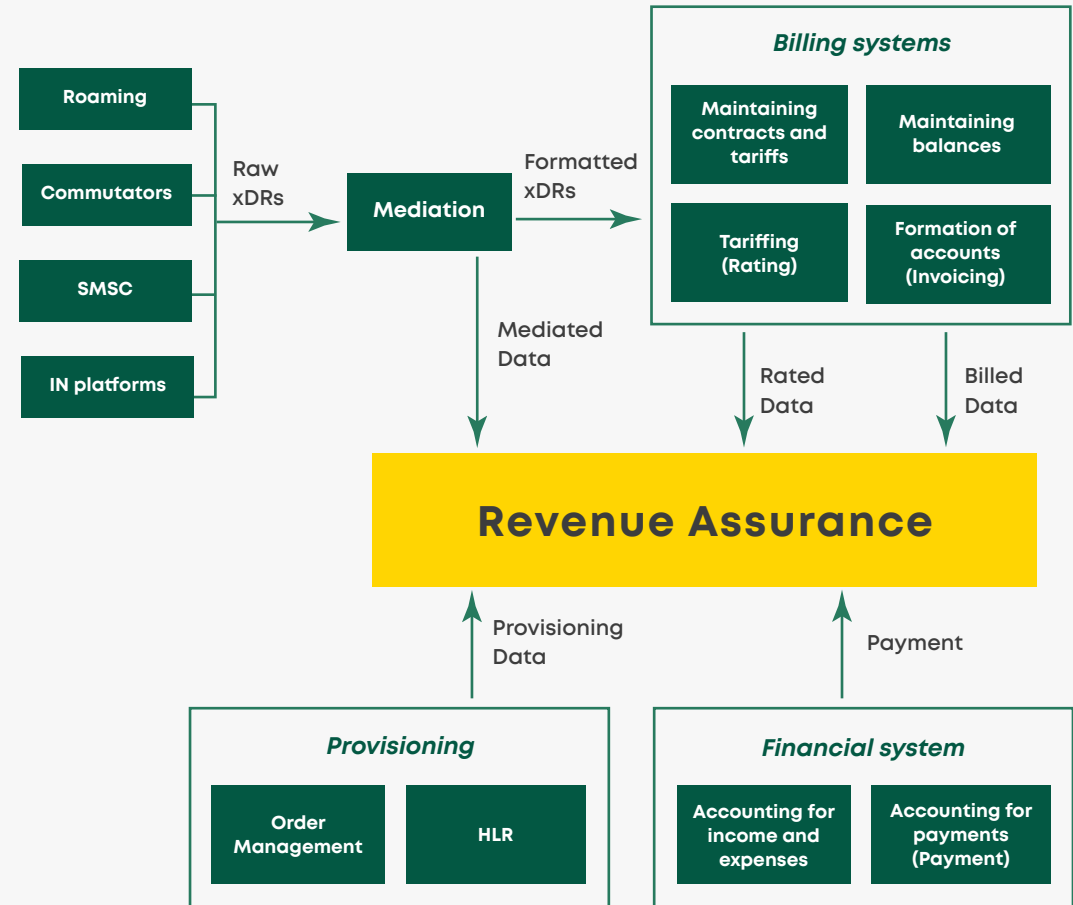 Billing systems
Roaming
Commutators
SMSC
IN platforms
Raw
xDRs
Mediation
Formatted
xDRs
Maintaining
contracts and
tariffs
Maintaining
balances
Tariffing
(Rating)
Formation of
accounts
(Invoicing)
Mediated
Data
Rated
Data
Billed
Data
Revenue Assurance
Provisioning
Data
Payment
Provisioning
Order
Management
HLR
Financial system
Accounting for
income and
expenses
Accounting for
payments
(Payment)